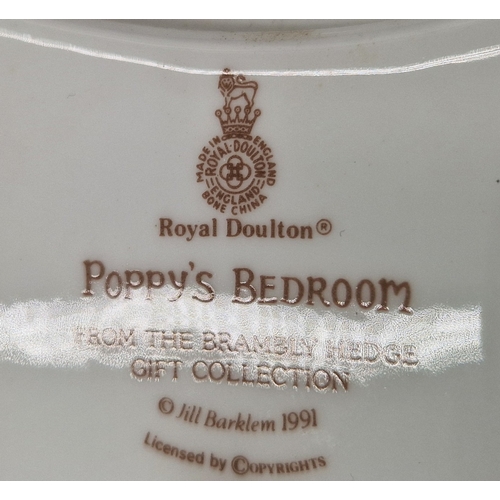 MADE IN ENGLAND
ROYAL·DOULTON
ENGLAND
BONE CHINA
Royal Doulton®
POPPY'S BEDROOM
FROM THE BRAMBLY HEDGE
GIFT COLLECTION
© Jill Barklem 1991
Licensed by ©COPYRIGHTS